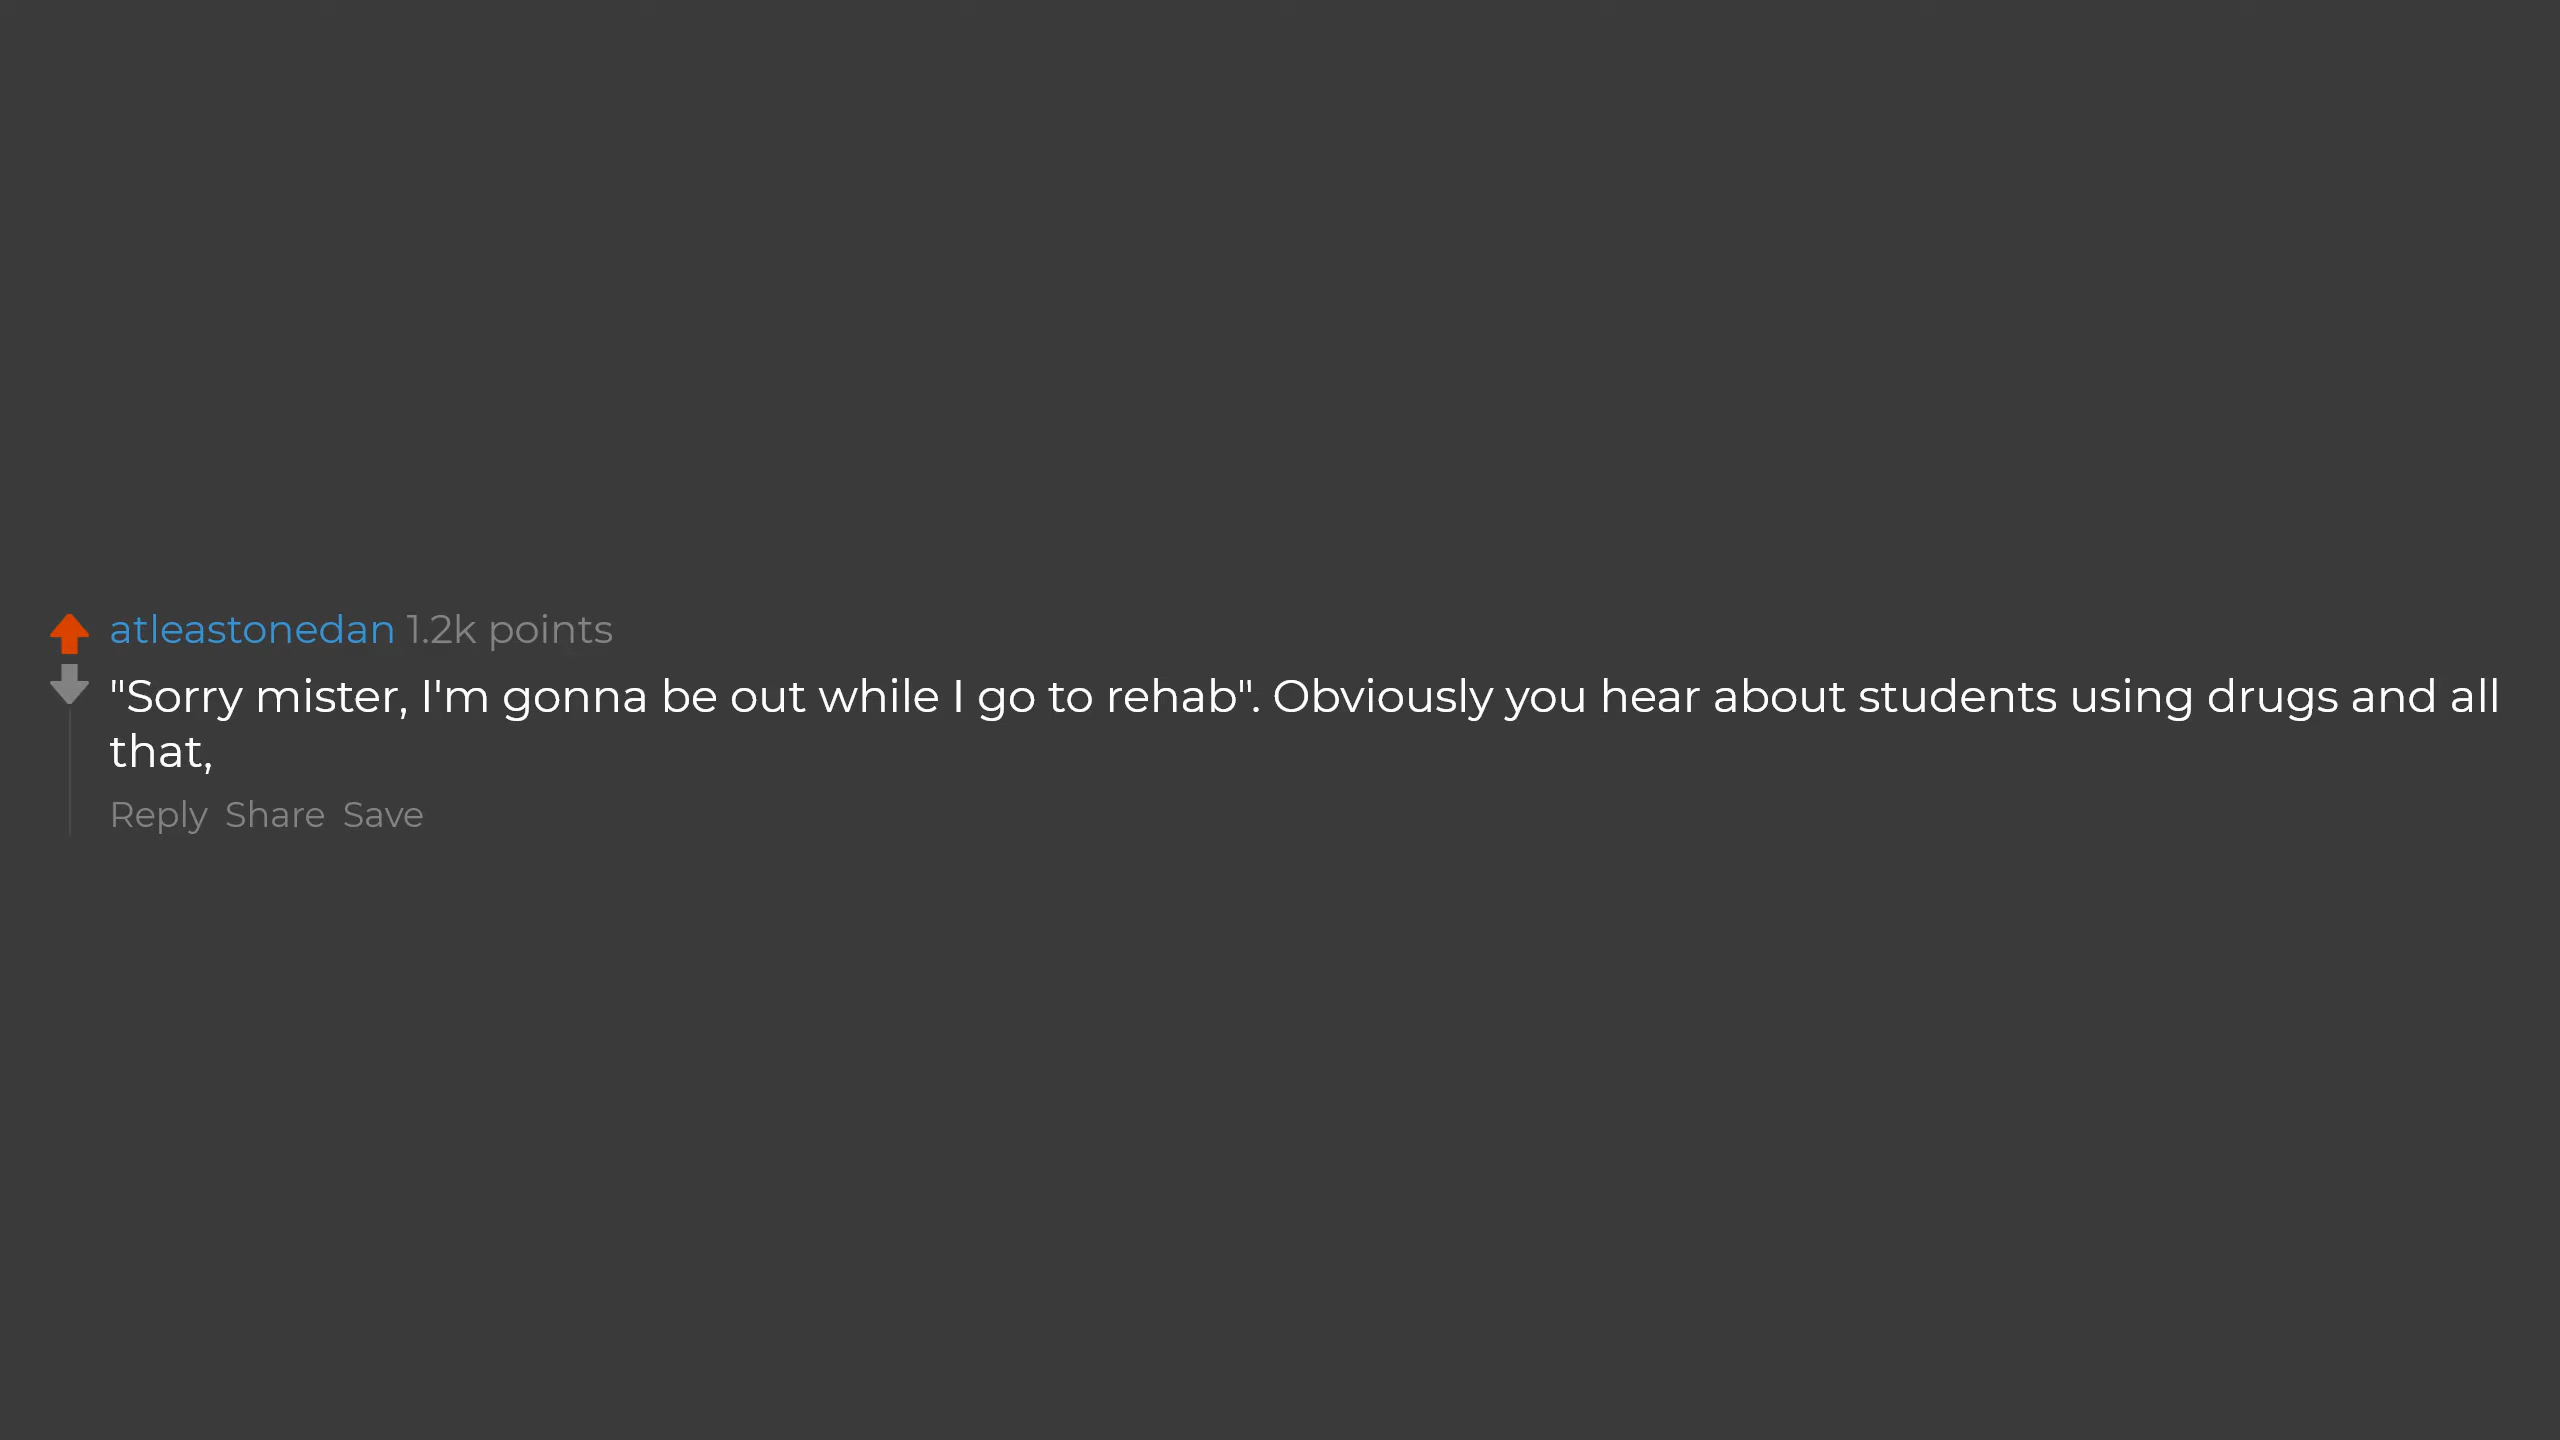 atleastonedan 1.2k points
"Sorry mister, I'm gonna be out while I go to rehab". Obviously you hear about students using drugs and all
that,
Reply Share Save